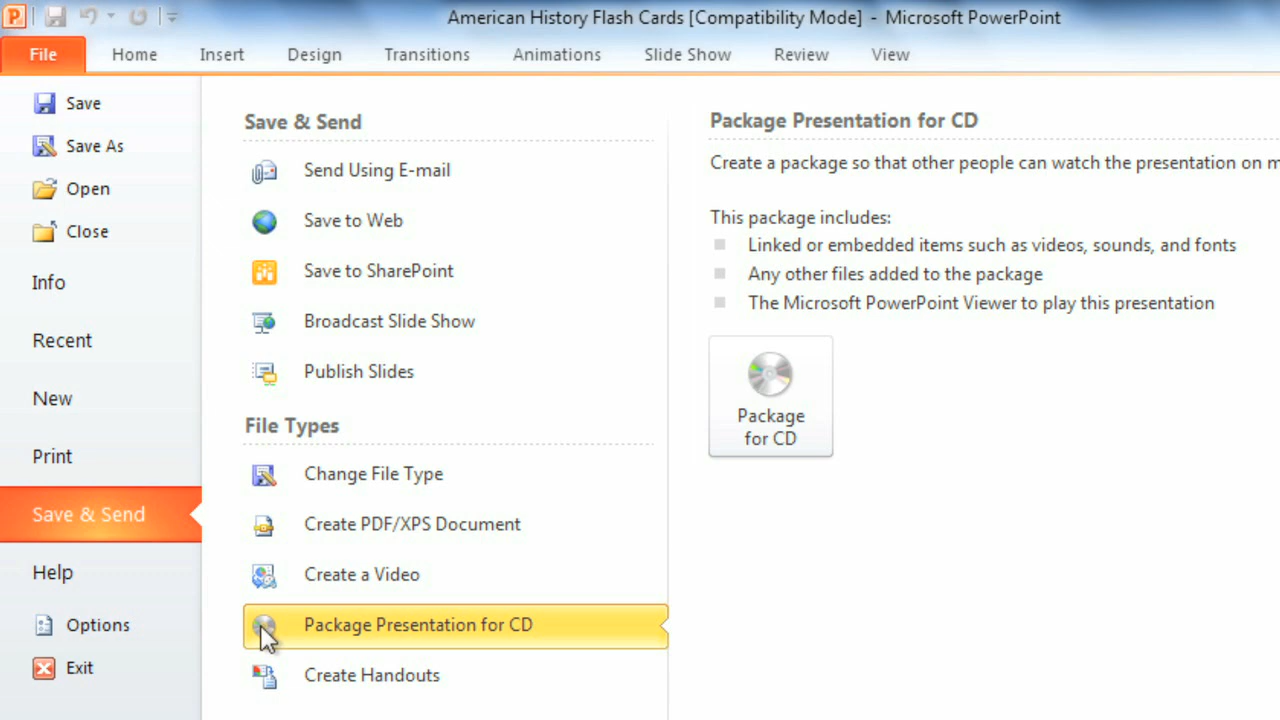 American History Flash Cards [Compatibility Mode] - Microsoft PowerPoint
File Home Insert Design Transitions Animations Slide Show Review View
Save
Save As
Open
Close
Info
Recent
New
Print
Save & Send
Help
Options
Exit
Save & Send
Send Using E-mail
Save to Web
Save to SharePoint
Broadcast Slide Show
Publish Slides
File Types
Change File Type
Create PDF/XPS Document
Create a Video
Package Presentation for CD
Create Handouts
Package Presentation for CD
Create a package so that other people can watch the presentation on
This package includes:
Linked or embedded items such as videos, sounds, and fonts
Any other files added to the package
The Microsoft PowerPoint Viewer to play this presentation
Package
for CD